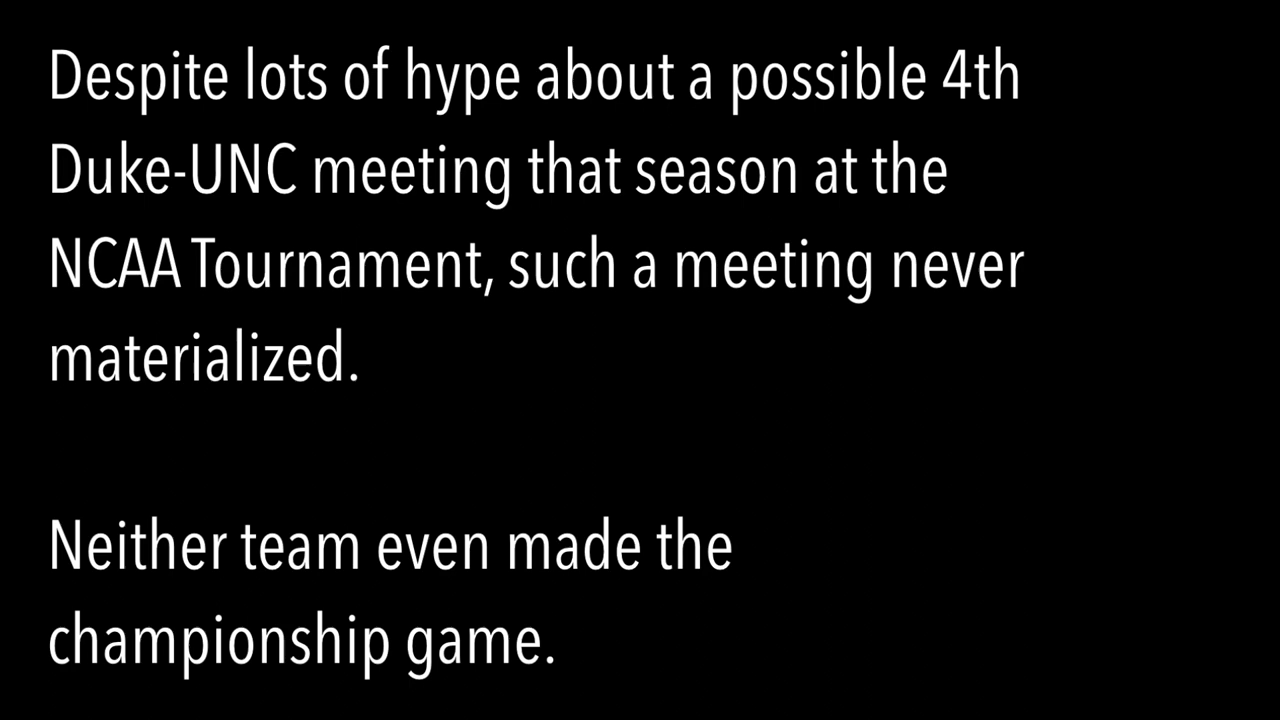 Despite lots of hype about a possible 4th
Duke-UNC meeting that season at the
NCAA Tournament, such a meeting never
materialized.
Neither team even made the
championship game.